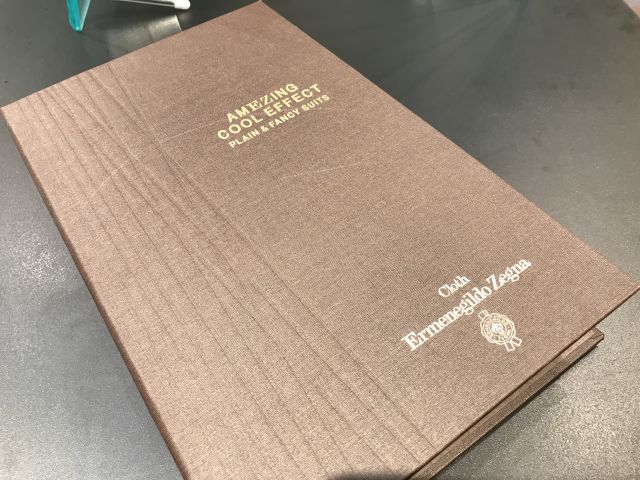 AMEZING
COOL EFFECT
PLAIN & FANCY SUITS
Cloth
Ermenegildo Zegna